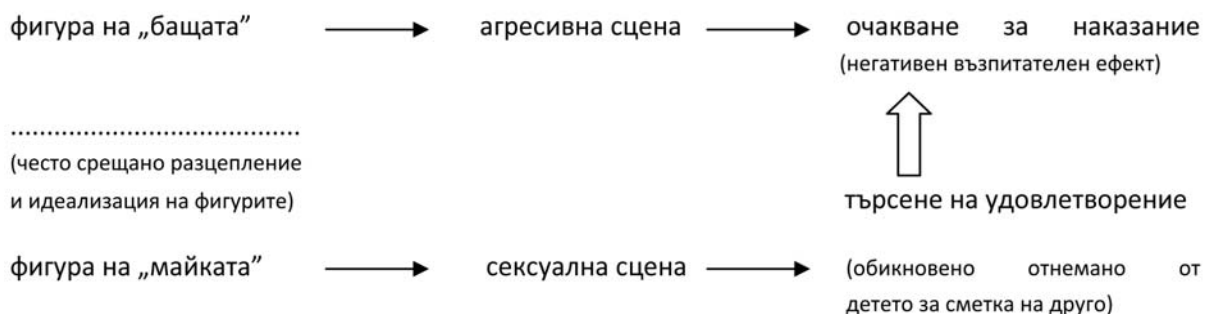 фигура на „бащата” агресивна сцена очакване за наказание
(негативен възпитателен ефект)
........................................
(често срещано разцепление
и идеализация на фигурите)
търсене на удовлетворение
фигура на „майката” сексуална сцена (обикновено отнемано от
детето за сметка на друго)